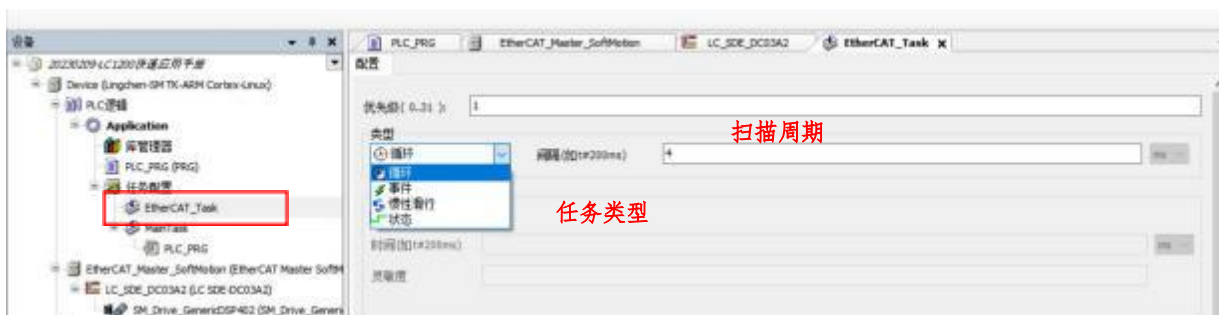 设备
20230209-LC1200快速应用手册
Device (Lingchen-SM TK-ARM Cortex-Linux)
PLC逻辑
Application
库管理器
PLC_PRG (PRG)
任务配置
EtherCAT_Task
MainTask
PLC_PRG
EtherCAT_Master_SoftMotion (EtherCAT Master SoftM
LC_SDE_DC03A2 (LC SDE-DC03A2)
SM_Drive_GenericDSP402 (SM_Drive_Generi
PLC_PRG EtherCAT_Master_SoftMotion LC_SDE_DC03A2 EtherCAT_Task
配置
优先级( 0..31 ): 1
类型
扫描周期
循环 间隔(如t#200ms) 4 ms
循环
事件
惯性滑行
状态
任务类型
时间(如t#200ms) ms
灵敏度